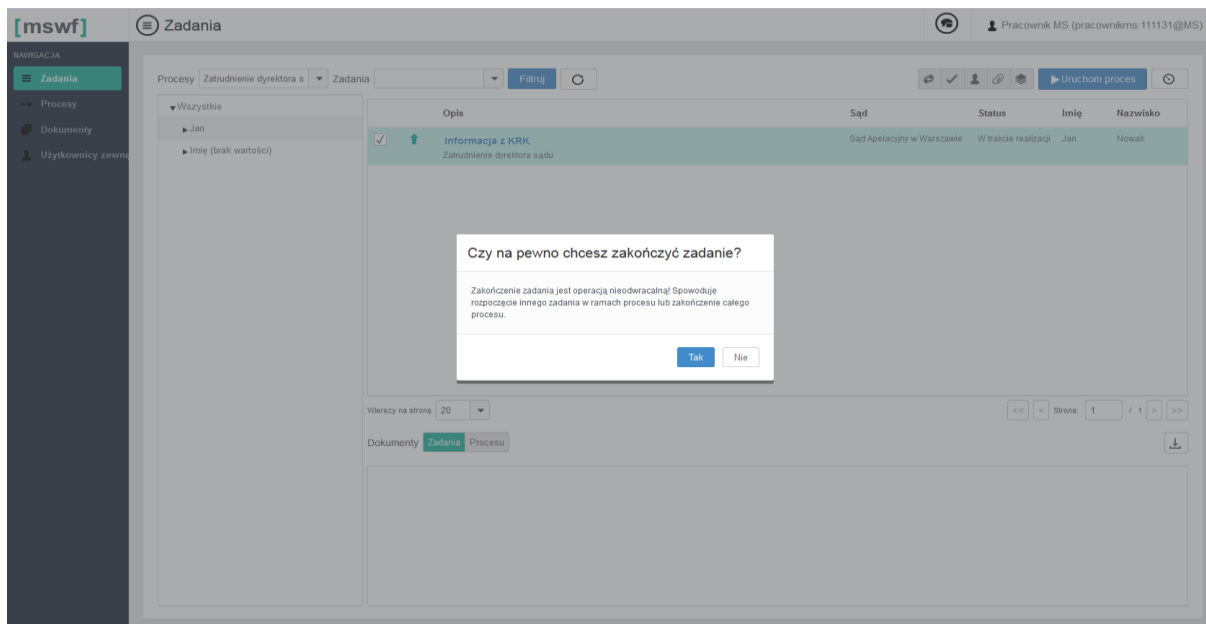 [mswf]
Zadania
Pracownik MS (pracownikms:111131@MS)
NAWIGACJA
Zadania
Procesy
Dokumenty
Użytkownicy zewnę
Procesy Zatrudnienie dyrektora s Zadania Filtruj Uruchom proces
Wszystkie
Jan
Imię (brak wartości)
Opis Sąd Status Imię Nazwisko
Informacja z KRK Sąd Apelacyjny w Warszawie W trakcie realizacji Jan Nowak
Zatrudnienie dyrektora sądu
Czy na pewno chcesz zakończyć zadanie?
Zakończenie zadania jest operacją nieodwracalną! Spowoduje
rozpoczęcie innego zadania w ramach procesu lub zakończenie całego
procesu.
Tak Nie
Wierszy na stronę 20 << < Strona: 1 / 1 > >>
Dokumenty Zadania Procesu